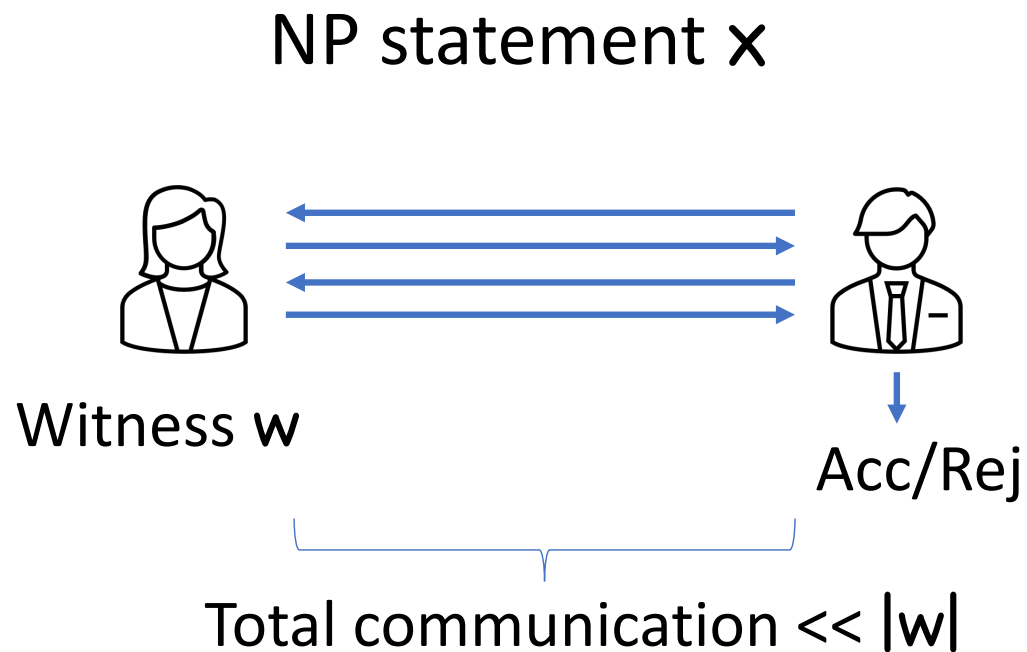 NP statement x
Witness w
Acc/Rej
Total communication << |w|